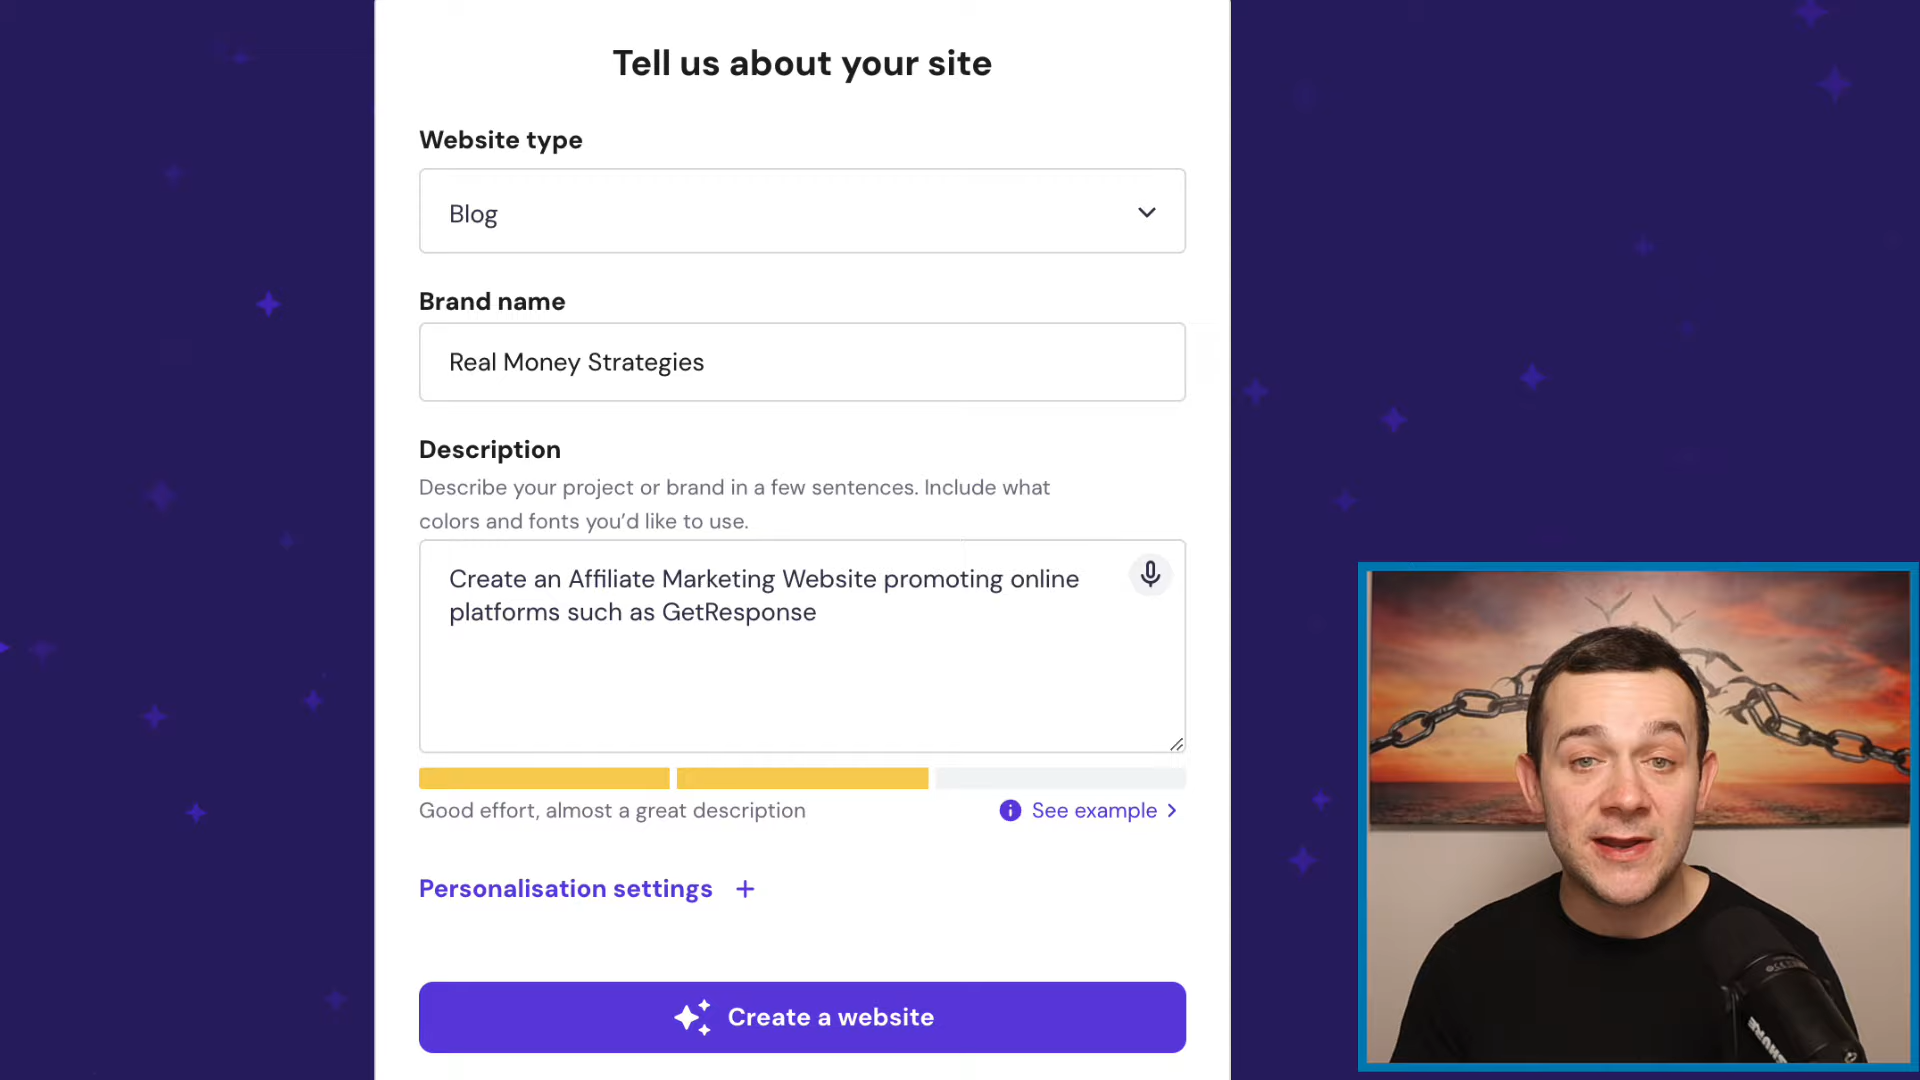 Tell us about your site
Website type
Blog
Brand name
Real Money Strategies
Description
Describe your project or brand in a few sentences. Include what
colors and fonts you’d like to use.
Create an Affiliate Marketing Website promoting online
platforms such as GetResponse
Good effort, almost a great description
See example
Personalisation settings
Create a website
SHURE